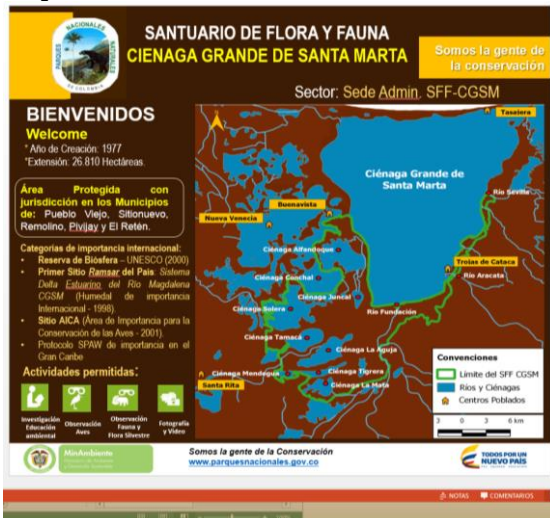 SANTUARIO DE FLORA Y FAUNA
CIENAGA GRANDE DE SANTA MARTA
Somos la gente de
la conservación
PARQUES NACIONALES NATURALES
DE COLOMBIA
Sector: Sede Admin. SFF-CGSM
BIENVENIDOS
Welcome
* Año de Creación: 1977
*Extensión: 26.810 Hectáreas.
Área Protegida con
jurisdicción en los Municipios
de: Pueblo Viejo, Sitionuevo,
Remolino, Pivijay y El Retén.
Categorías de importancia internacional:
• Reserva de Biósfera – UNESCO (2000)
• Primer Sitio Ramsar del País: Sistema
Delta Estuarino del Río Magdalena
CGSM (Humedal de importancia
Internacional - 1998).
• Sitio AICA (Área de Importancia para la
Conservación de las Aves - 2001).
• Protocolo SPAW de importancia en el
Gran Caribe
Actividades permitidas:
Investigación
Educación
ambiental
Observación
Aves
Observación
Fauna y
Flora Silvestre
Fotografía
y Video
Tasajera
Ciénaga Grande de
Santa Marta
Río Sevilla
Buenavista
Nueva Venecia
Ciénaga Alfandoque
Trojas de Cataca
Ciénaga Conchal
Río Aracata
Ciénaga Juncal
Ciénaga Solera
Río Fundación
Ciénaga Tamacá
Ciénaga La Aguja
Ciénaga Mendegua
Ciénaga Tigrera
Santa Rita
Ciénaga La Mata
Convenciones
Límite del SFF CGSM
Ríos y Ciénagas
Centros Poblados
3 0 3 6 km
MinAmbiente
Somos la gente de la Conservación
www.parquesnacionales.gov.co
TODOS POR UN
NUEVO PAÍS
NOTAS
COMENTARIOS